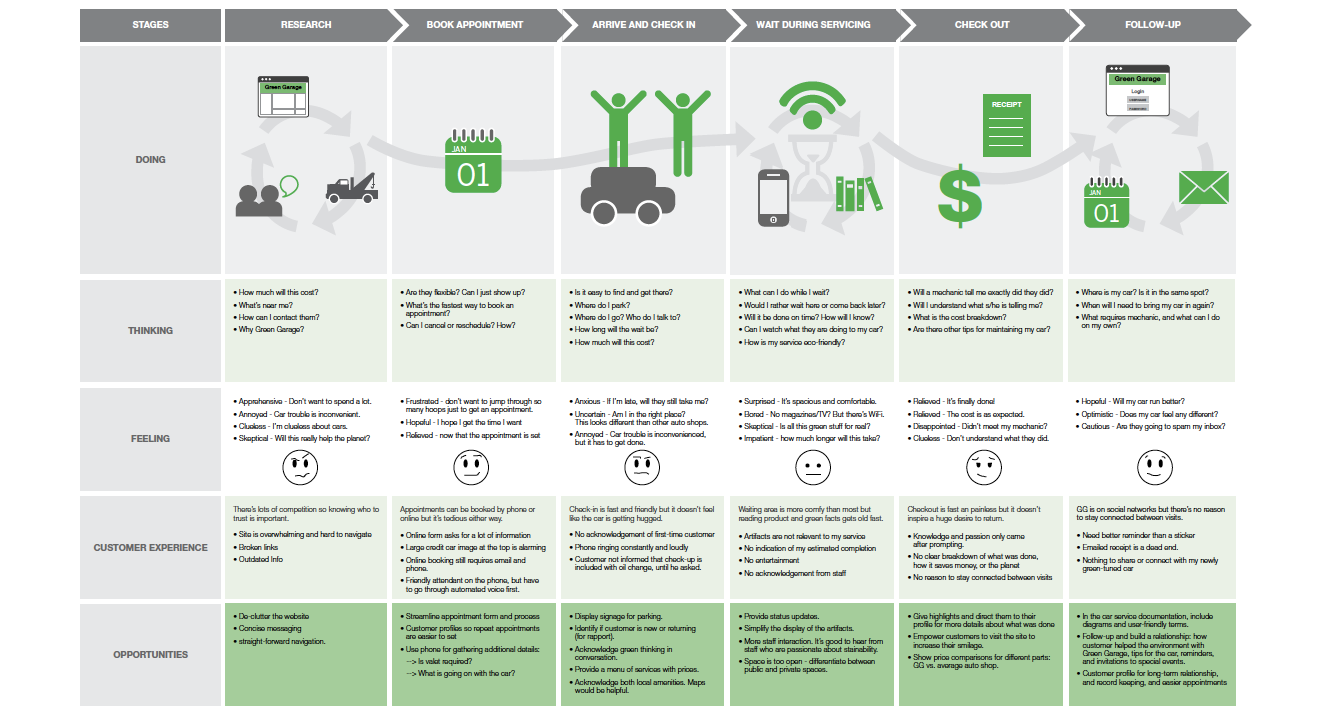 STAGES
RESEARCH
BOOK APPOINTMENT
ARRIVE AND CHECK IN
WAIT DURING SERVICING
CHECK OUT
FOLLOW-UP
DOING
Green Garage
JAN
01
RECEIPT
$
Green Garage
Login
USERNAME
PASSWORD
JAN
01
THINKING
• How much will this cost?
• What's near me?
• How can I contact them?
• Why Green Garage?
• Are they flexible? Can I just show up?
• What's the fastest way to book an
appointment?
• Can I cancel or reschedule? How?
• Is it easy to find and get there?
• Where do I park?
• Where do I go? Who do I talk to?
• How long will the wait be?
• How much will this cost?
• What can I do while I wait?
• Would I rather wait here or come back later?
• Will it be done on time? How will I know?
• Can I watch what they are doing to my car?
• How is my service eco-friendly?
• Will a mechanic tell me exactly did they did?
• Will I understand what s/he is telling me?
• What is the cost breakdown?
• Are there other tips for maintaining my car?
• Where is my car? Is it in the same spot?
• When will I need to bring my car in again?
• What requires mechanic, and what can I do
on my own?
FEELING
• Apprehensive - Don't want to spend a lot.
• Annoyed - Car trouble is inconvenient.
• Clueless - I'm clueless about cars.
• Skeptical - Will this really help the planet?
• Frustrated - don't want to jump through so
many hoops just to get an appointment.
• Hopeful - I hope I get the time I want
• Relieved - now that the appointment is set
• Anxious - If I'm late, will they still take me?
• Uncertain - Am I in the right place?
This looks different than other auto shops.
• Annoyed - Car trouble is inconvenienced,
but it has to get done.
• Surprised - It's spacious and comfortable.
• Bored - No magazines/TV? But there's WiFi.
• Skeptical - Is all this green stuff for real?
• Impatient - how much longer will this take?
• Relieved - It's finally done!
• Relieved - The cost is as expected.
• Disappointed - Didn't meet my mechanic?
• Clueless - Don't understand what they did.
• Hopeful - Will my car run better?
• Optimistic - Does my car feel any different?
• Cautious - Are they going to spam my inbox?
CUSTOMER EXPERIENCE
There's lots of competition so knowing who to
trust is important.
• Site is overwhelming and hard to navigate
• Broken links
• Outdated Info
Appointments can be booked by phone or
online but it's tedious either way.
• Online form asks for a lot of information
• Large credit car image at the top is alarming
• Online booking still requires email and
phone.
• Friendly attendant on the phone, but have
to go through automated voice first.
Check-in is fast and friendly but it doesn't feel
like the car is getting hugged.
• No acknowledgement of first-time customer
• Phone ringing constantly and loudly
• Customer not informed that check-up is
included with oil change, until he asked.
Waiting area is more comfy than most but
reading product and green facts gets old fast.
• Artifacts are not relevant to my service
• No indication of my estimated completion
• No entertainment
• No acknowledgement from staff
Checkout is fast an painless but it doesn't
inspire a huge desire to return.
• Knowledge and passion only came
after prompting.
• No clear breakdown of what was done,
how it saves money, or the planet
• No reason to stay connected between visits
GG is on social networks but there's no reason
to stay connected between visits.
• Need better reminder than a sticker
• Emailed receipt is a dead end.
• Nothing to share or connect with my newly
green-tuned car
OPPORTUNITIES
• De-clutter the website
• Concise messaging
• straight-forward navigation.
• Streamline appointment form and process
• Customer profiles so repeat appointments
are easier to set
• Use phone for gathering additional details:
--> Is valet required?
--> What is going on with the car?
• Display signage for parking.
• Identify if customer is new or returning
(for rapport).
• Acknowledge green thinking in
conversation.
• Provide a menu of services with prices.
• Acknowledge both local amenities. Maps
would be helpful.
• Provide status updates.
• Simplify the display of the artifacts.
• More staff interaction. It's good to hear from
staff who are passionate about stainability.
• Space is too open - differentiate between
public and private spaces.
• Give highlights and direct them to their
profile for more details about what was done
• Empower customers to visit the site to
increase their smilage.
• Show price comparisons for different parts:
GG vs. average auto shop.
• In the car service documentation, include
diagrams and user-friendly terms.
• Follow-up and build a relationship: how
customer helped the environment with
Green Garage, tips for the car, reminders,
and invitations to special events.
• Customer profile for long-term relationship,
and record keeping, and easier appointments